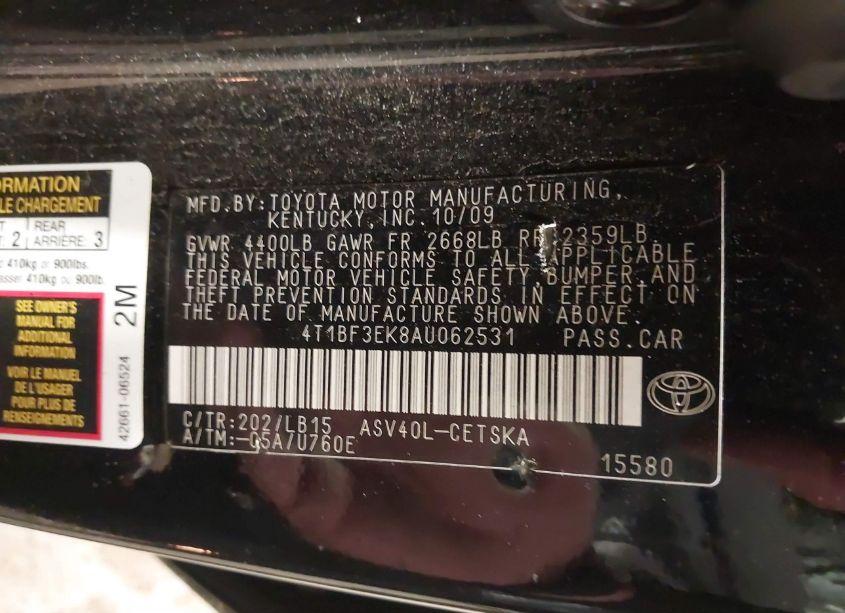 ORMATION
LE CHARGEMENT
T. 2 REAR
ARRIÈRE: 3
410kg or 900lbs.
asser 410kg ou 900lb.
SEE OWNER'S
MANUAL FOR
ADDITIONAL
INFORMATION
VOIR LE MANUEL
DE L'USAGER
POUR PLUS DE
RENSEIGNEMENTS
2M
42661-06524
MFD.BY:TOYOTA MOTOR MANUFACTURING,
KENTUCKY,INC.10/09
GVWR 4400LB GAWR FR 2668LB 2359LB.
THIS VEHICLE CONFORMS TO ALL APPLICABLE
FEDERAL MOTOR VEHICLE SAFETY,BUMPER,AND
THEFT PREVENTION STANDARDS IN EFFECT ON
THE DATE OF MANUFACTURE SHOWN ABOVE.
4T1BF3EK8AU062531 PASS.CAR
C/TR:202/LB15 ASV40L-CETSKA
A/TM:-05A/U760E
15580